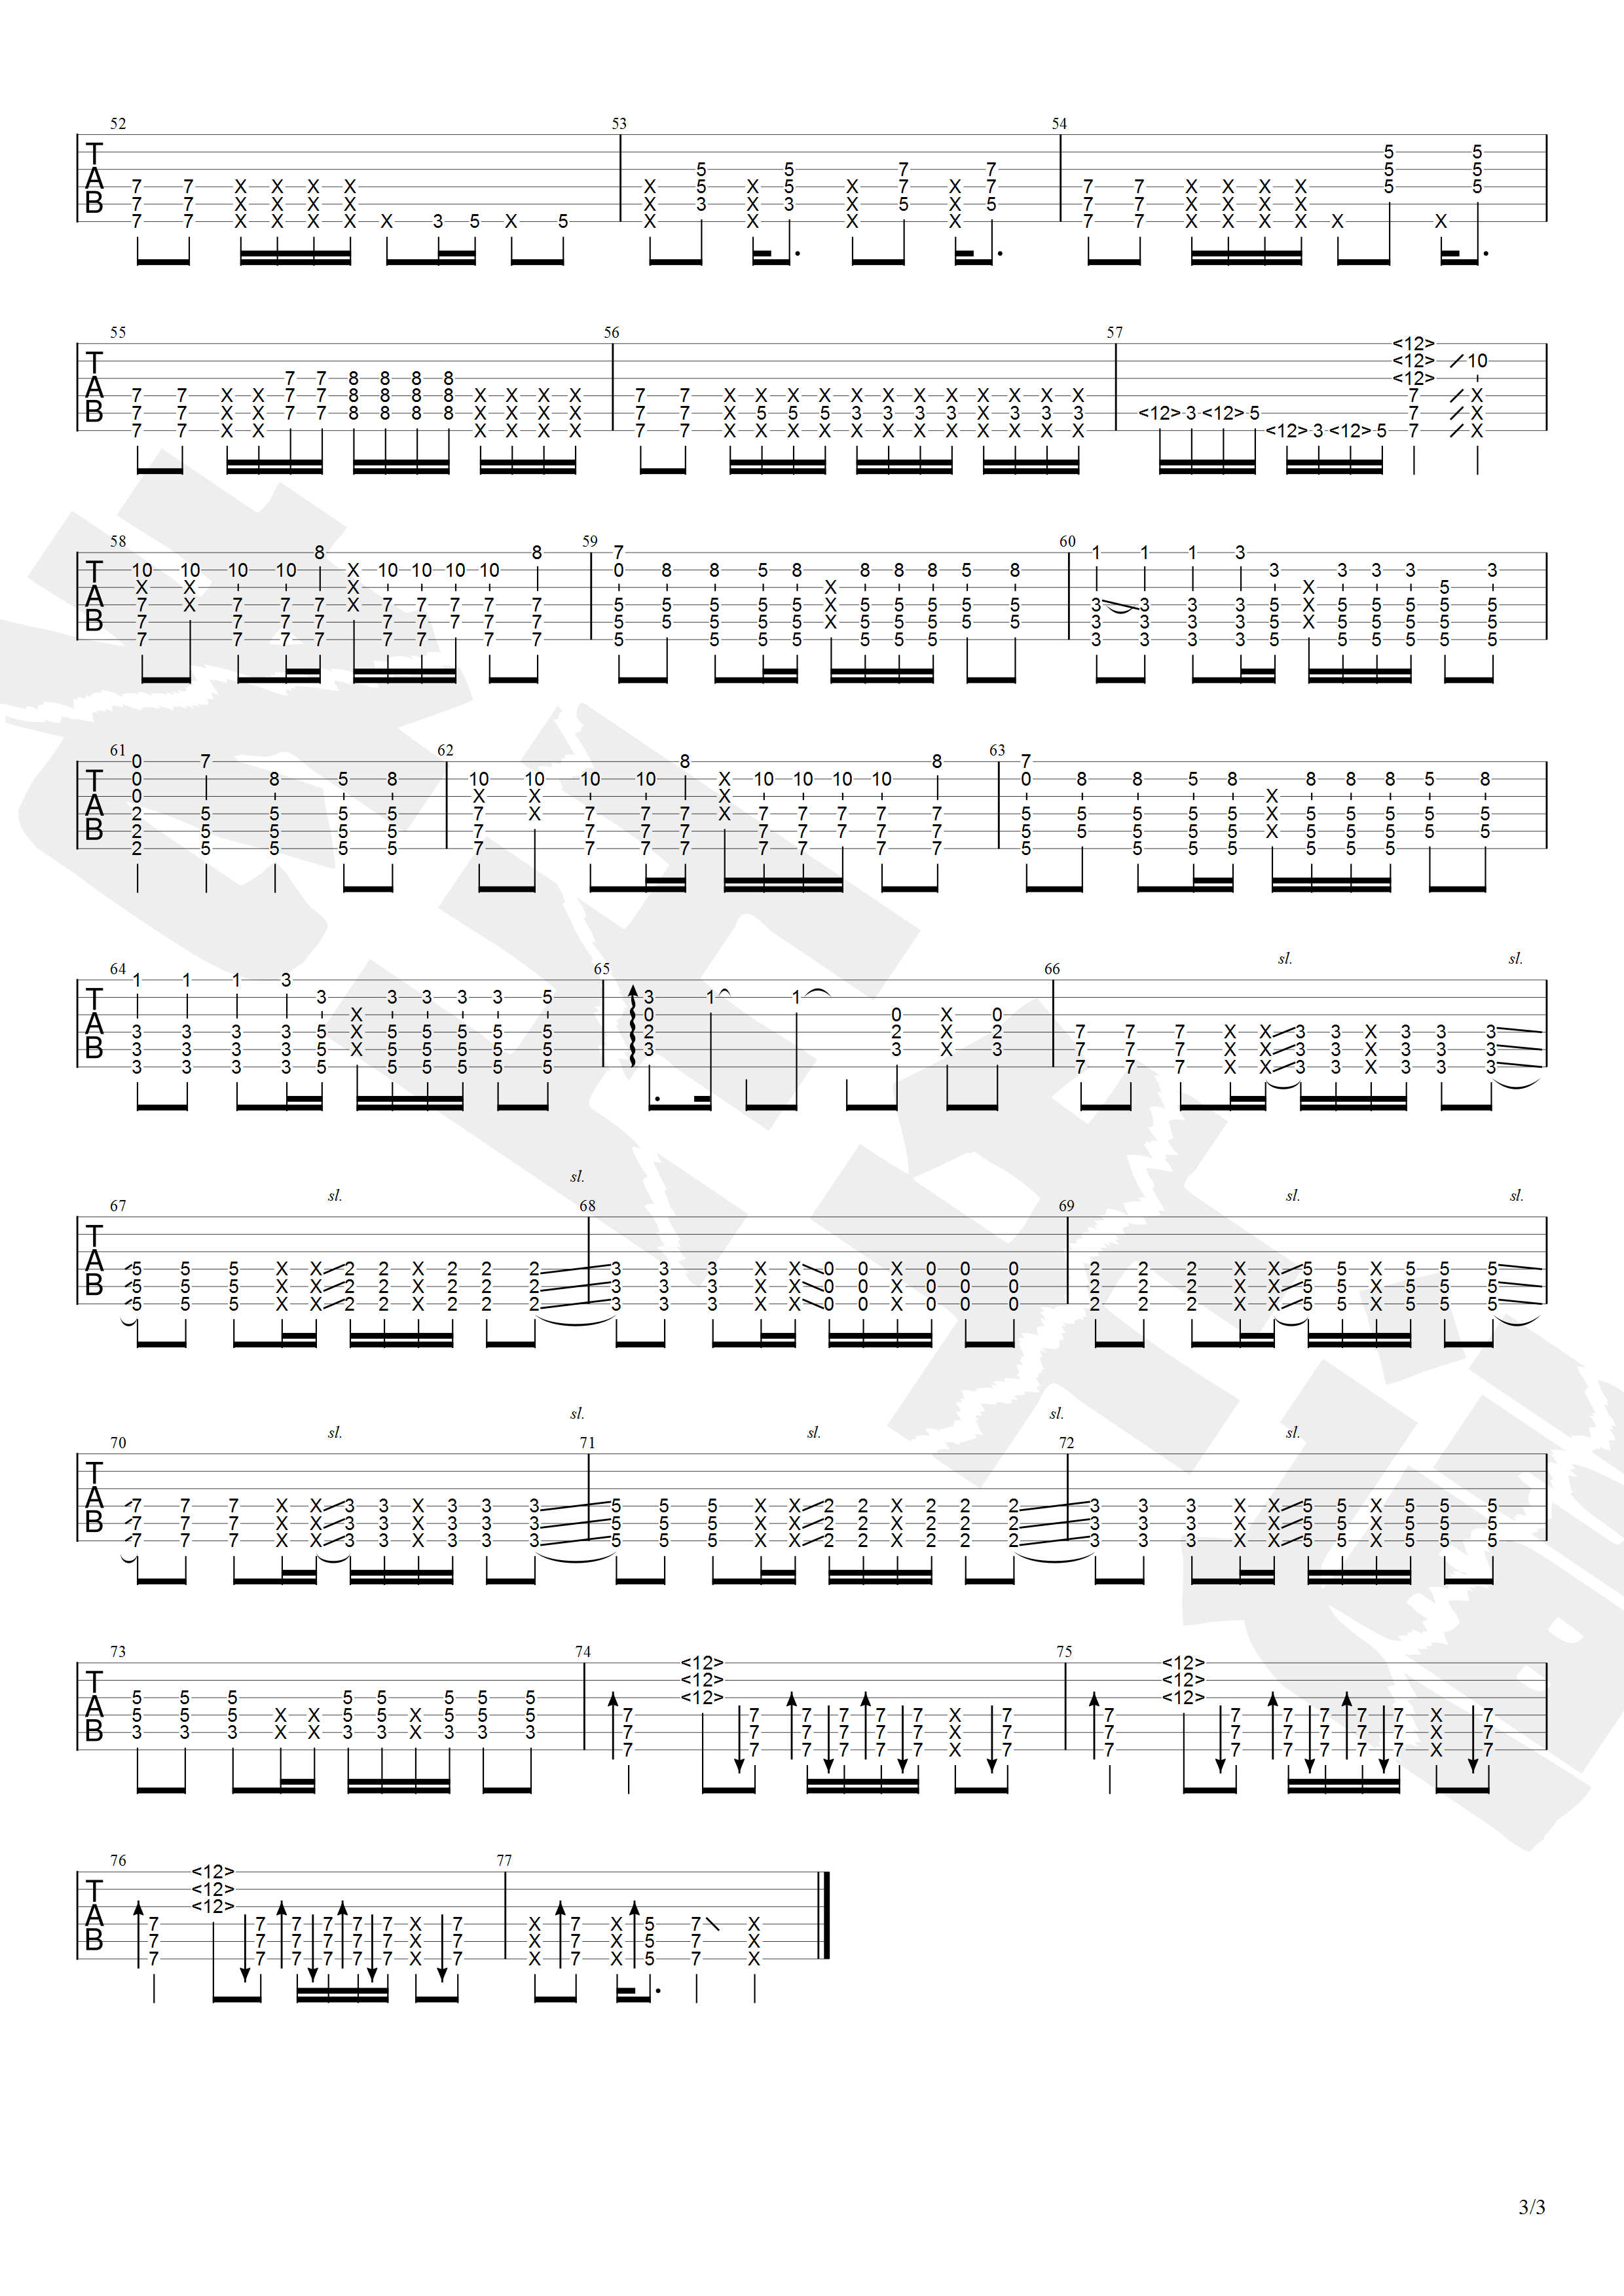 52 53 54
TAB
5 5
5 5 7 7 5 5
7 7 X X X X X 5 X 5 X 7 X 7 7 7 X X X X 5 5
7 7 X X X X X 3 X 3 X 5 X 5 7 7 X X X X
7 7 X X X X X 3 5 X 5 X X X X 7 7 X X X X X X
55 56 57
TAB
<12>
<12> 10
7 7 8 8 8 8 <12>
7 7 X X 7 7 8 8 8 8 X X X X 7 7 X X X X X X X X X X X X 7 X
7 7 X X 7 7 8 8 8 8 X X X X 7 7 X 5 5 5 3 3 3 3 X 3 3 3 <12> 3 <12> 5 7 X
7 7 X X X X X X 7 7 X X X X X X X X X X X X <12> 3 <12> 5 7 X
58 59 60
TAB
8 8 7 1 1 1 3
10 10 10 10 X 10 10 10 10 0 8 8 5 8 8 8 8 5 8 3 3 3 3 3
X X X X X 5
7 X 7 7 7 X 7 7 7 7 7 5 5 5 5 5 X 5 5 5 5 5 3 3 3 3 5 X 5 5 5 5 5
7 7 7 7 7 7 7 7 7 5 5 5 5 5 X 5 5 5 5 5 3 3 3 3 5 X 5 5 5 5 5
7 7 7 7 7 7 7 7 5 5 5 5 5 5 5 3 3 3 3 5 5 5 5 5 5
61 62 63
TAB
0 7 8 8 7
0 8 5 8 10 10 10 10 X 10 10 10 10 0 8 8 5 8 8 8 8 5 8
0 X X X X
2 5 5 5 5 7 X 7 7 7 X 7 7 7 7 7 5 5 5 5 5 X 5 5 5 5 5
2 5 5 5 5 7 7 7 7 7 7 7 7 7 5 5 5 5 5 X 5 5 5 5 5
2 5 5 5 5 7 7 7 7 7 7 7 7 5 5 5 5 5 5 5
sl. sl.
64 65 66
TAB
1 1 1 3
3 3 3 3 3 5 3 1 1
X 0 0 X 0
3 3 3 3 5 X 5 5 5 5 5 2 2 X 2 7 7 7 X X 3 3 X 3 3 3
3 3 3 3 5 X 5 5 5 5 5 3 3 X 3 7 7 7 X X 3 3 X 3 3 3
3 3 3 3 5 5 5 5 5 5 7 7 7 X X 3 3 X 3 3 3
sl. sl. sl. sl.
67 68 69
TAB
5 5 5 X X 2 2 X 2 2 2 3 3 3 X X 0 0 X 0 0 0 2 2 2 X X 5 5 X 5 5 5
5 5 5 X X 2 2 X 2 2 2 3 3 3 X X 0 0 X 0 0 0 2 2 2 X X 5 5 X 5 5 5
5 5 5 X X 2 2 X 2 2 2 3 3 3 X X 0 0 X 0 0 0 2 2 2 X X 5 5 X 5 5 5
sl. sl. sl. sl. sl.
70 71 72
TAB
7 7 7 X X 3 3 X 3 3 3 5 5 5 X X 2 2 X 2 2 2 3 3 3 X X 5 5 X 5 5 5
7 7 7 X X 3 3 X 3 3 3 5 5 5 X X 2 2 X 2 2 2 3 3 3 X X 5 5 X 5 5 5
7 7 7 X X 3 3 X 3 3 3 5 5 5 X X 2 2 X 2 2 2 3 3 3 X X 5 5 X 5 5 5
73 74 75
TAB
<12> <12>
<12> <12>
5 5 5 5 5 5 5 5 <12> <12>
5 5 5 X X 5 5 X 5 5 5 7 7 7 7 7 7 X 7 7 7 7 7 7 7 X 7
3 3 3 X X 3 3 X 3 3 3 7 7 7 7 7 7 X 7 7 7 7 7 7 7 X 7
7 7 7 7 7 7 X 7 7 7 7 7 7 7 X 7
76 77
TAB
<12>
<12>
<12>
7 7 7 7 7 7 X 7 X 7 X 5 7 X
7 7 7 7 7 7 X 7 X 7 X 5 7 X
7 7 7 7 7 7 X 7 X 7 X 5 7 X
3/3